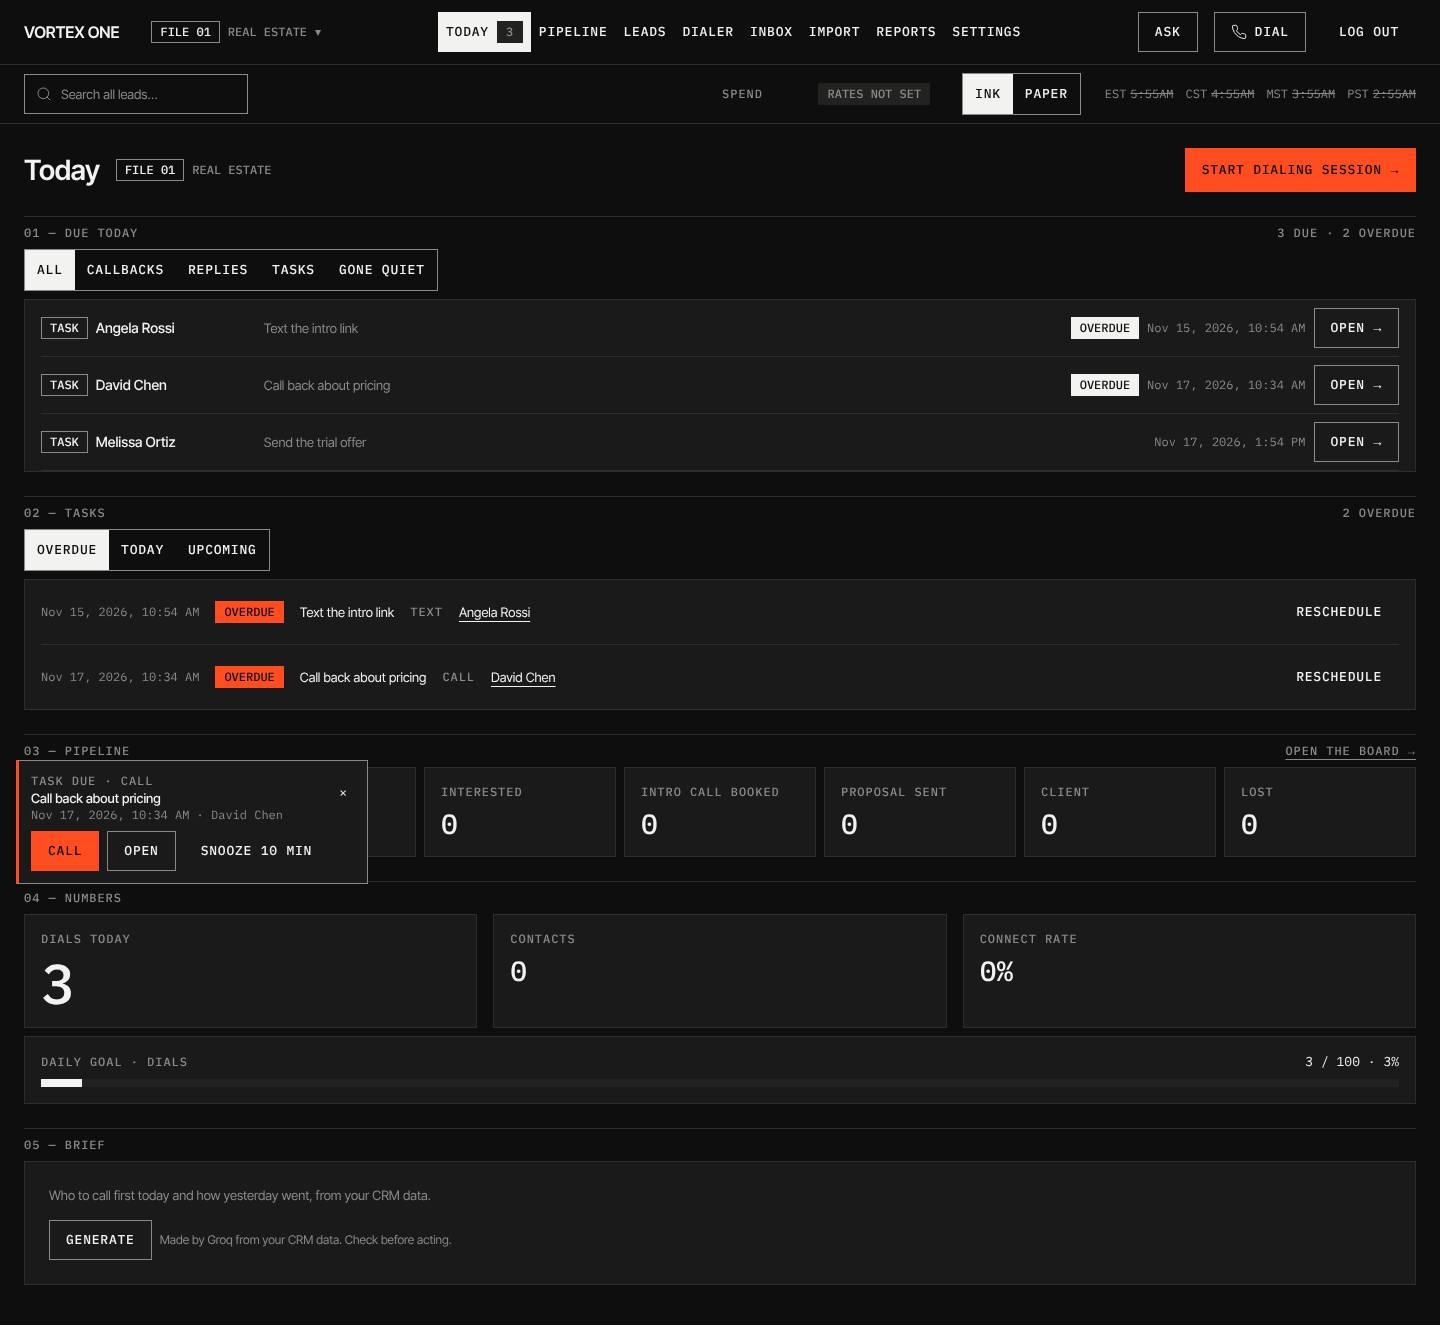 VORTEX ONE FILE 01 REAL ESTATE ▾ TODAY 3 PIPELINE LEADS DIALER INBOX IMPORT REPORTS SETTINGS ASK DIAL LOG OUT
Search all leads... SPEND RATES NOT SET INK PAPER EST 5:55AM CST 4:55AM MST 3:55AM PST 2:55AM
Today FILE 01 REAL ESTATE START DIALING SESSION →
01 — DUE TODAY 3 DUE · 2 OVERDUE
ALL CALLBACKS REPLIES TASKS GONE QUIET
TASK Angela Rossi Text the intro link OVERDUE Nov 15, 2026, 10:54 AM OPEN →
TASK David Chen Call back about pricing OVERDUE Nov 17, 2026, 10:34 AM OPEN →
TASK Melissa Ortiz Send the trial offer Nov 17, 2026, 1:54 PM OPEN →
02 — TASKS 2 OVERDUE
OVERDUE TODAY UPCOMING
Nov 15, 2026, 10:54 AM OVERDUE Text the intro link TEXT Angela Rossi RESCHEDULE
Nov 17, 2026, 10:34 AM OVERDUE Call back about pricing CALL David Chen RESCHEDULE
03 — PIPELINE OPEN THE BOARD →
TASK DUE · CALL ×
Call back about pricing
Nov 17, 2026, 10:34 AM · David Chen
CALL OPEN SNOOZE 10 MIN
INTERESTED INTRO CALL BOOKED PROPOSAL SENT CLIENT LOST
0 0 0 0 0
04 — NUMBERS
DIALS TODAY CONTACTS CONNECT RATE
3 0 0%
DAILY GOAL · DIALS 3 / 100 · 3%
05 — BRIEF
Who to call first today and how yesterday went, from your CRM data.
GENERATE Made by Groq from your CRM data. Check before acting.